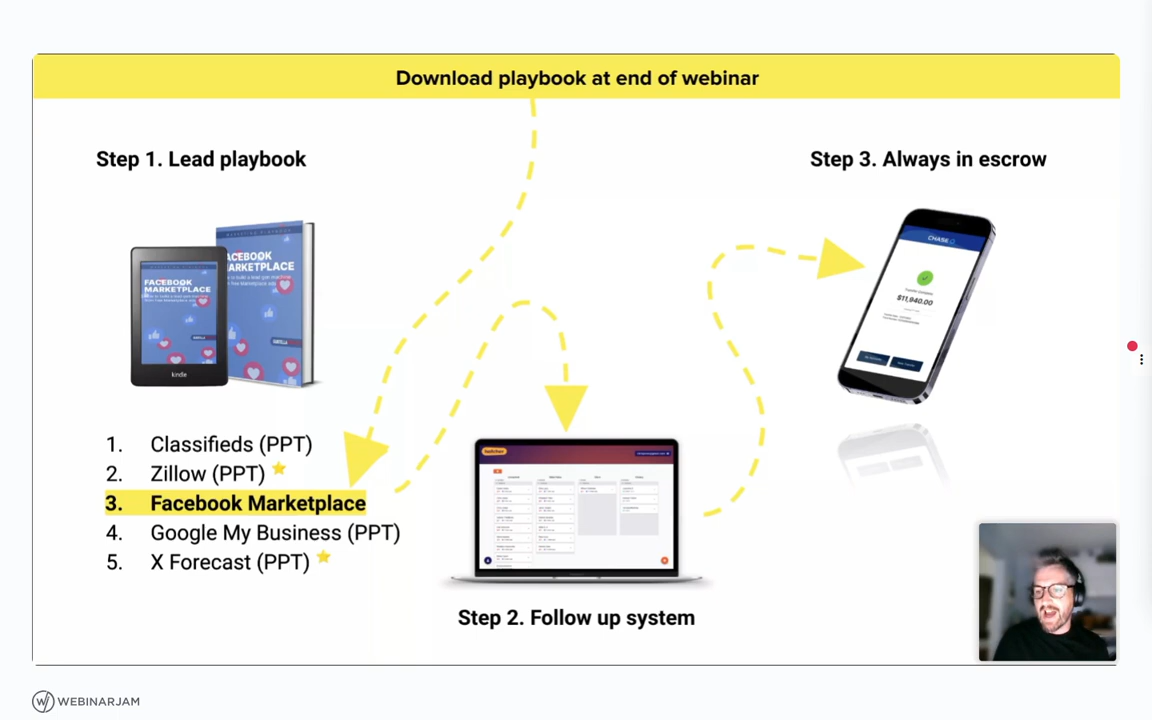 Download playbook at end of webinar
Step 1. Lead playbook
Step 3. Always in escrow
FACEBOOK
MARKETPLACE
kindle
CHASE
$11,940.00
1. Classifieds (PPT)
2. Zillow (PPT)
3. Facebook Marketplace
4. Google My Business (PPT)
5. X Forecast (PPT)
Step 2. Follow up system
WEBINARJAM